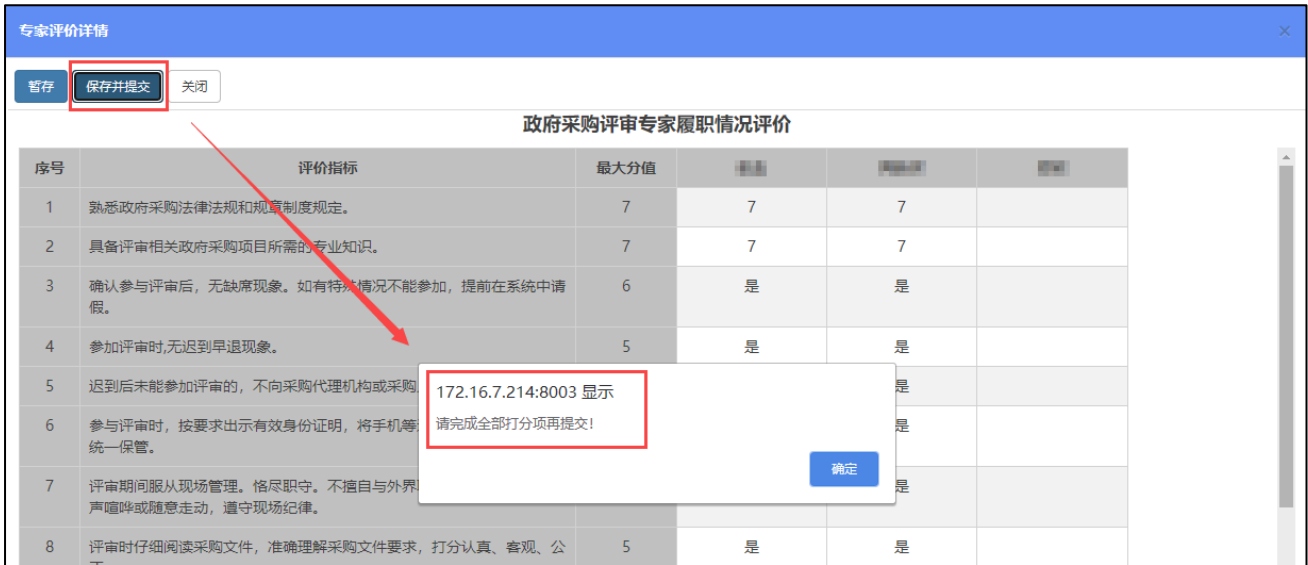 专家评价详情
×
暂存 保存并提交 关闭
政府采购评审专家履职情况评价
序号 评价指标 最大分值
1 熟悉政府采购法律法规和规章制度规定。 7 7 7
2 具备评审相关政府采购项目所需的专业知识。 7 7 7
3 确认参与评审后，无缺席现象。如有特殊情况不能参加，提前在系统中请 6 是 是
假。
4 参加评审时,无迟到早退现象。 5 是 是
5 迟到后未能参加评审的，不向采购代理机构或采购 是
6 参与评审时，按要求出示有效身份证明，将手机等 是
统一保管。
7 评审期间服从现场管理。恪尽职守。不擅自与外界 是
声喧哗或随意走动，遵守现场纪律。
8 评审时仔细阅读采购文件，准确理解采购文件要求，打分认真、客观、公 5 是 是
172.16.7.214:8003 显示
请完成全部打分项再提交!
确定